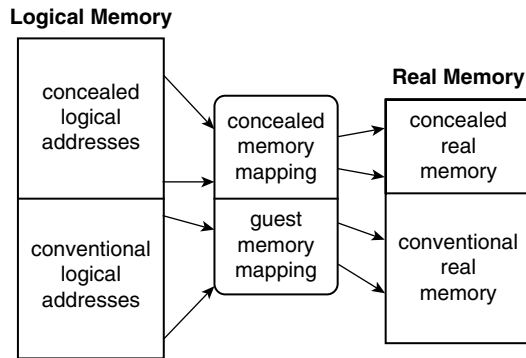 Logical Memory
concealed
logical
addresses
conventional
logical
addresses
concealed
memory
mapping
guest
memory
mapping
Real Memory
concealed
real
memory
conventional
real
memory